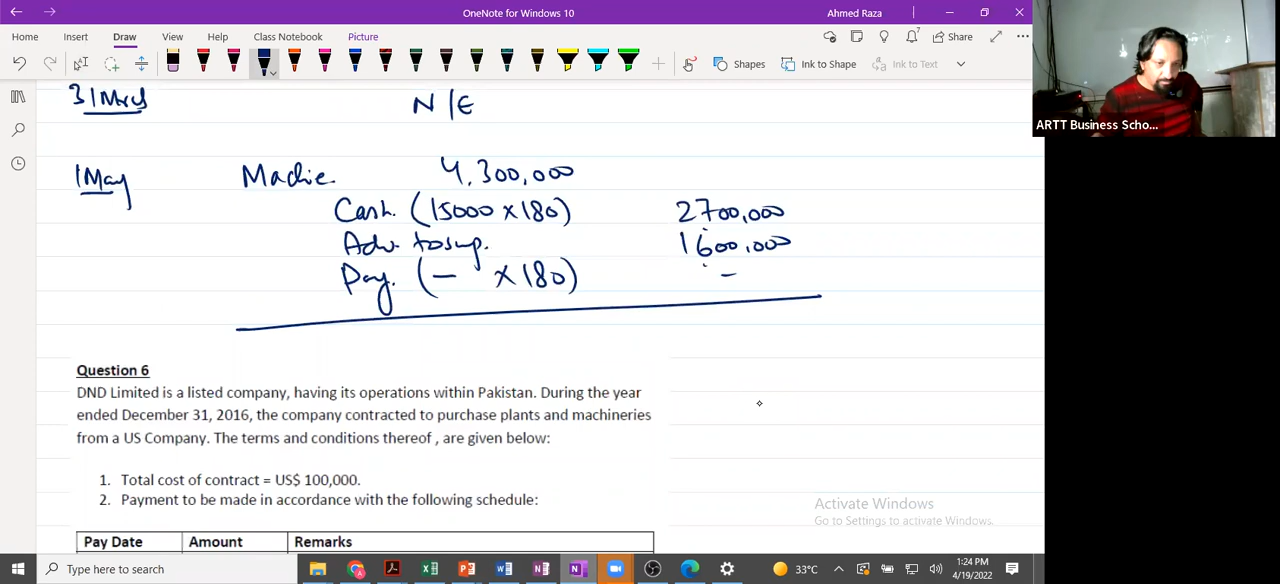 OneNote for Windows 10
Ahmed Raza
Home Insert Draw View Help Class Notebook Picture
Share
Shapes Ink to Shape Ink to Text
ARTT Business Scho...
31 Mrch
N/E
1 May Machie 4,300,000
Cash (15000 x 180) 2700,000
Adv. to sup. 1600,000
Pay. (— x 180) —
Question 6
DND Limited is a listed company, having its operations within Pakistan. During the year
ended December 31, 2016, the company contracted to purchase plants and machineries
from a US Company. The terms and conditions thereof , are given below:
1. Total cost of contract = US$ 100,000.
2. Payment to be made in accordance with the following schedule:
Pay Date Amount Remarks
Activate Windows
Go to Settings to activate Windows.
Type here to search
33°C
1:24 PM
4/19/2022